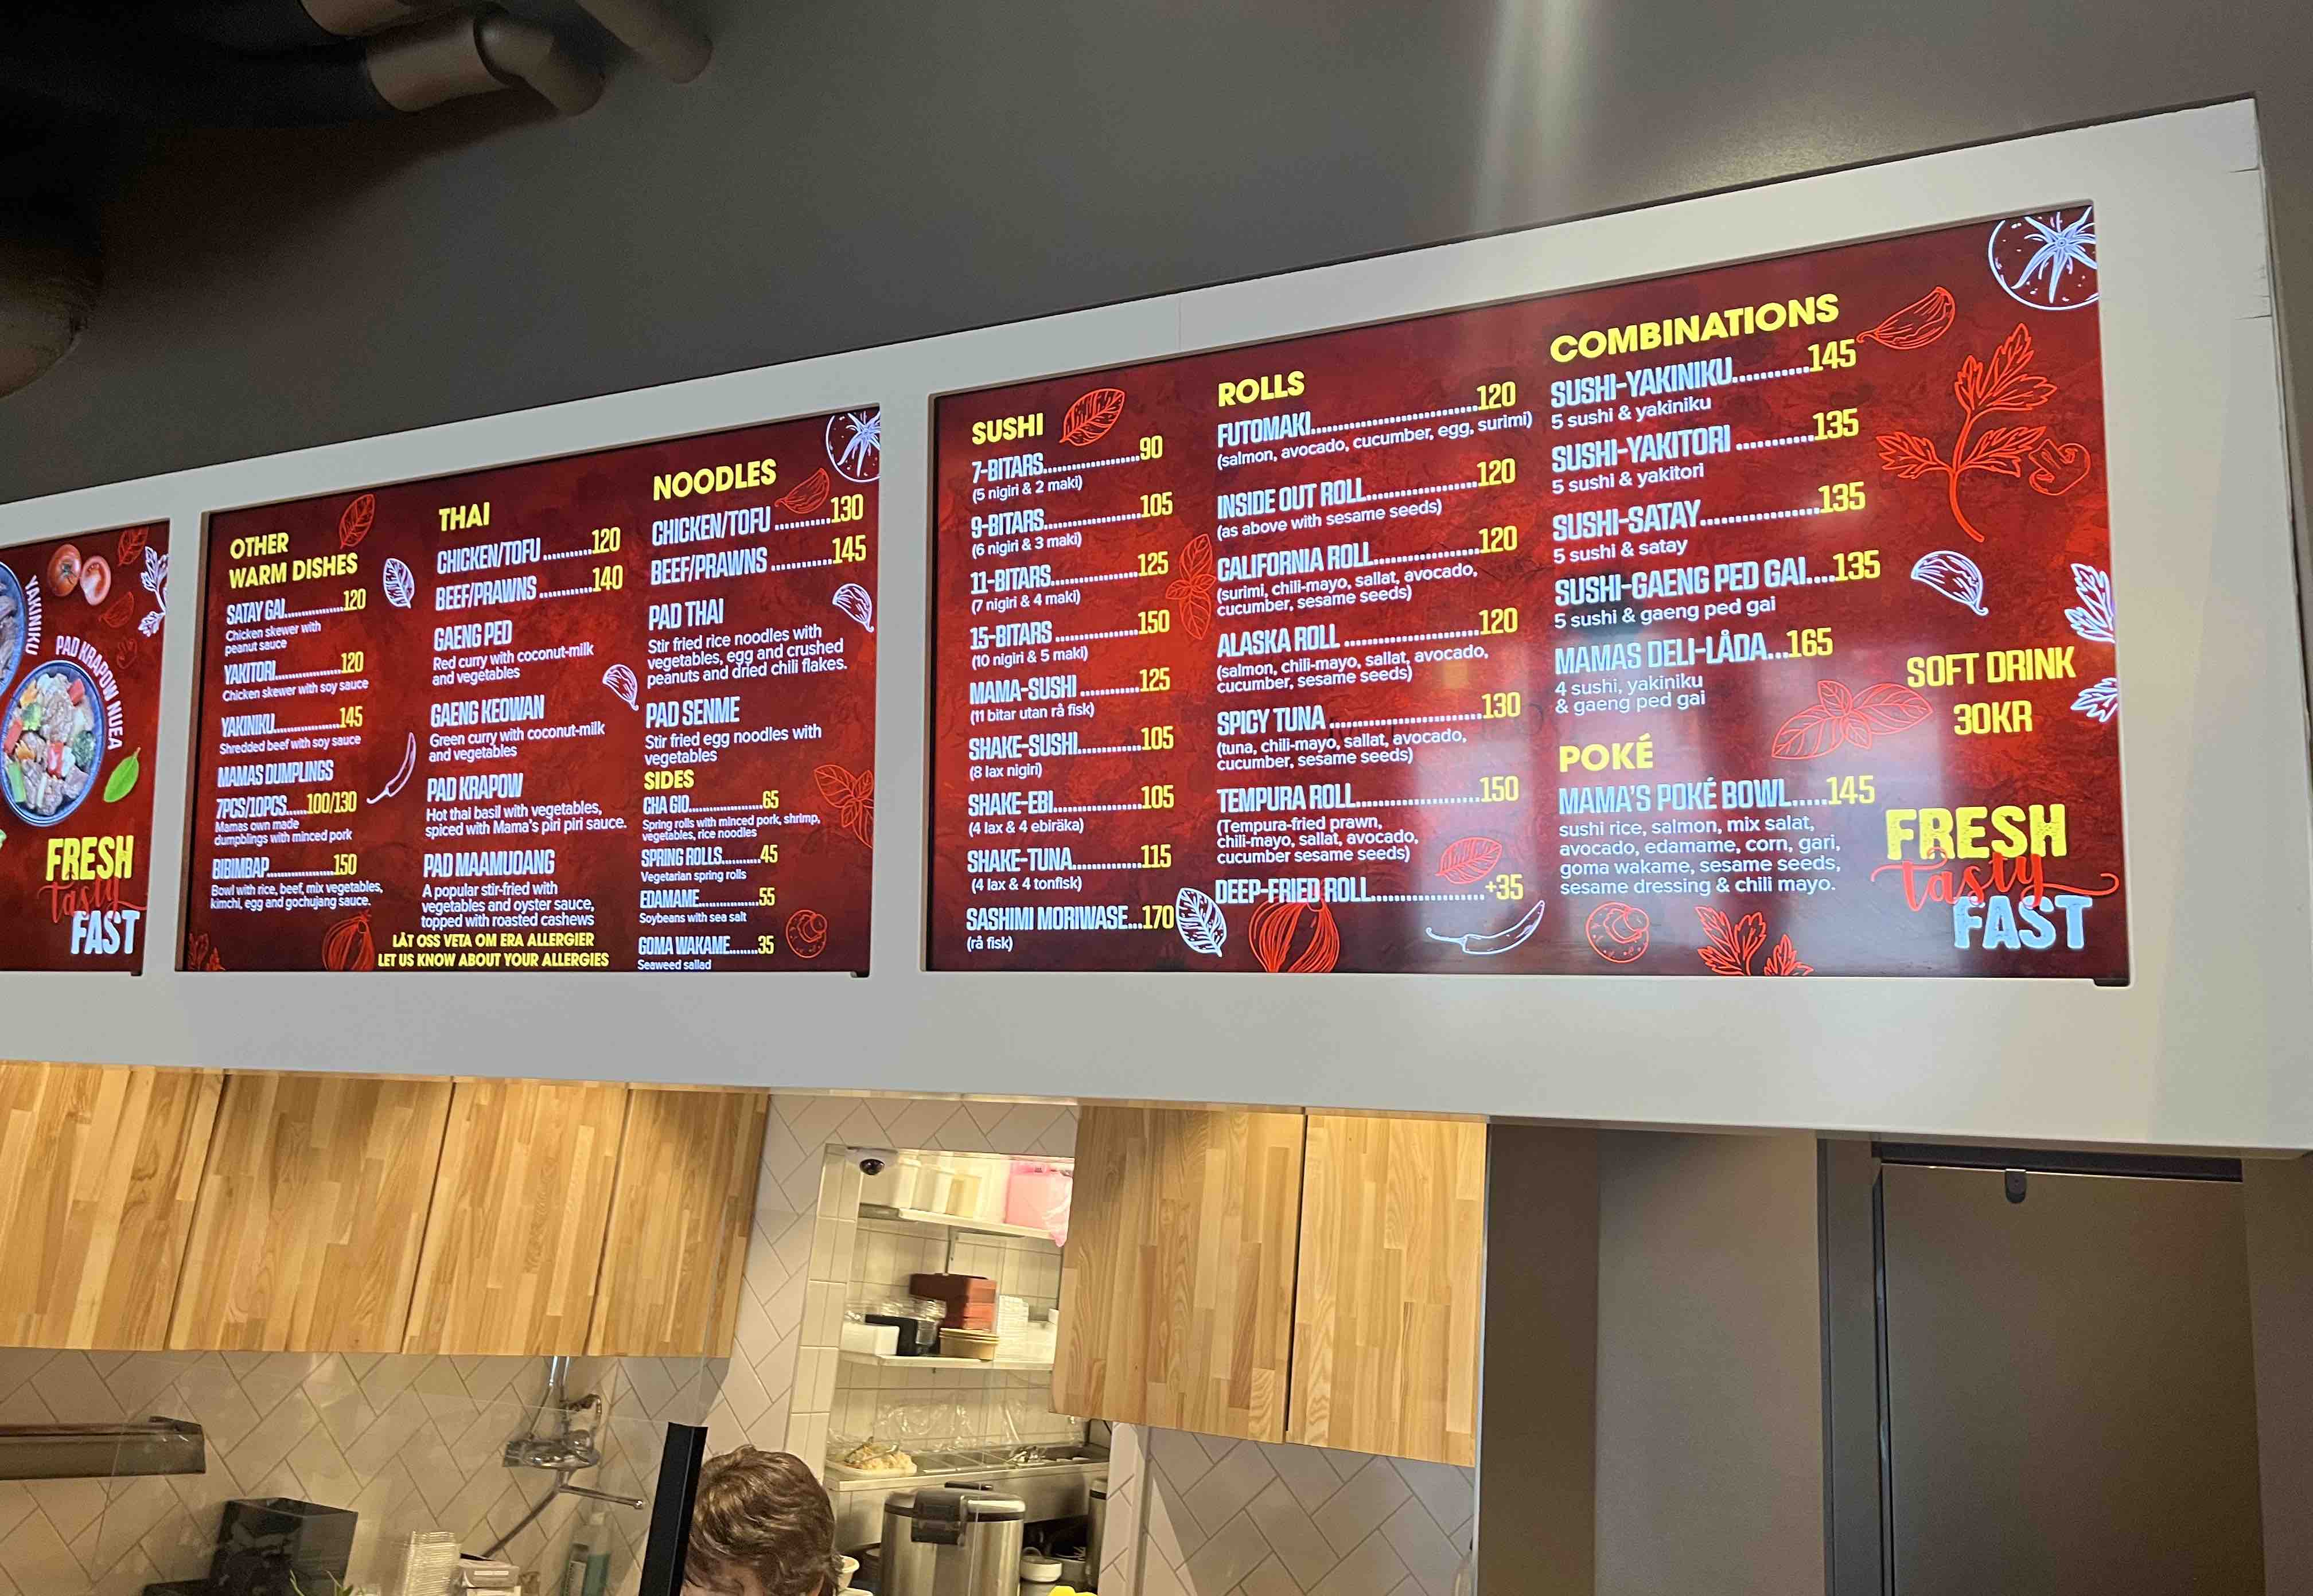 YAKINIKU
PAD KRAPOW NUEA
FRESH
tasty
FAST
OTHER
WARM DISHES
SATAY GAI...............120
Chicken skewer with
peanut sauce
YAKITORI.................120
Chicken skewer with soy sauce
YAKINIKU.................145
Shredded beef with soy sauce
MAMAS DUMPLINGS
7PCS/10PCS.....100/130
Mamas own made
dumplings with minced pork
BIBIMBAP.................150
Bowl with rice, beef, mix vegetables,
kimchi, egg and gochujang sauce.
THAI
CHICKEN/TOFU ...........120
BEEF/PRAWNS ............140
GAENG PED
Red curry with coconut-milk
and vegetables
GAENG KEOWAN
Green curry with coconut-milk
and vegetables
PAD KRAPOW
Hot thai basil with vegetables,
spiced with Mama's piri piri sauce.
PAD MAAMUDANG
A popular stir-fried with
vegetables and oyster sauce,
topped with roasted cashews
LÅT OSS VETA OM ERA ALLERGIER
LET US KNOW ABOUT YOUR ALLERGIES
NOODLES
CHICKEN/TOFU ...........130
BEEF/PRAWNS ............145
PAD THAI
Stir fried rice noodles with
vegetables, egg and crushed
peanuts and dried chili flakes.
PAD SENME
Stir fried egg noodles with
vegetables
SIDES
CHA GIO....................65
Spring rolls with minced pork, shrimp,
vegetables, rice noodles
SPRING ROLLS...........45
Vegetarian spring rolls
EDAMAME.................55
Soybeans with sea salt
GOMA WAKAME........35
Seaweed sallad
SUSHI
7-BITARS.....................90
(5 nigiri & 2 maki)
9-BITARS.....................105
(6 nigiri & 3 maki)
11-BITARS...................125
(7 nigiri & 4 maki)
15-BITARS ..................150
(10 nigiri & 5 maki)
MAMA-SUSHI .............125
(11 bitar utan rå fisk)
SHAKE-SUSHI..............105
(8 lax nigiri)
SHAKE-EBI...................105
(4 lax & 4 ebiräka)
SHAKE-TUNA...............115
(4 lax & 4 tonfisk)
SASHIMI MORIWASE...170
(rå fisk)
ROLLS
FUTOMAKI...............................120
(salmon, avocado, cucumber, egg, surimi)
INSIDE OUT ROLL.....................120
(as above with sesame seeds)
CALIFORNIA ROLL....................120
(surimi, chili-mayo, sallat, avocado,
cucumber, sesame seeds)
ALASKA ROLL .........................120
(salmon, chili-mayo, sallat, avocado,
cucumber, sesame seeds)
SPICY TUNA ............................130
(tuna, chili-mayo, sallat, avocado,
cucumber, sesame seeds)
TEMPURA ROLL.......................150
(Tempura-fried prawn,
chili-mayo, sallat, avocado,
cucumber sesame seeds)
DEEP-FRIED ROLL.....................+35
COMBINATIONS
SUSHI-YAKINIKU...........145
5 sushi & yakiniku
SUSHI-YAKITORI ...........135
5 sushi & yakitori
SUSHI-SATAY.................135
5 sushi & satay
SUSHI-GAENG PED GAI....135
5 sushi & gaeng ped gai
MAMAS DELI-LÅDA...165
4 sushi, yakiniku
& gaeng ped gai
POKÉ
MAMA'S POKÉ BOWL.....145
sushi rice, salmon, mix salat,
avocado, edamame, corn, gari,
goma wakame, sesame seeds,
sesame dressing & chili mayo.
SOFT DRINK
30KR
FRESH
tasty
FAST